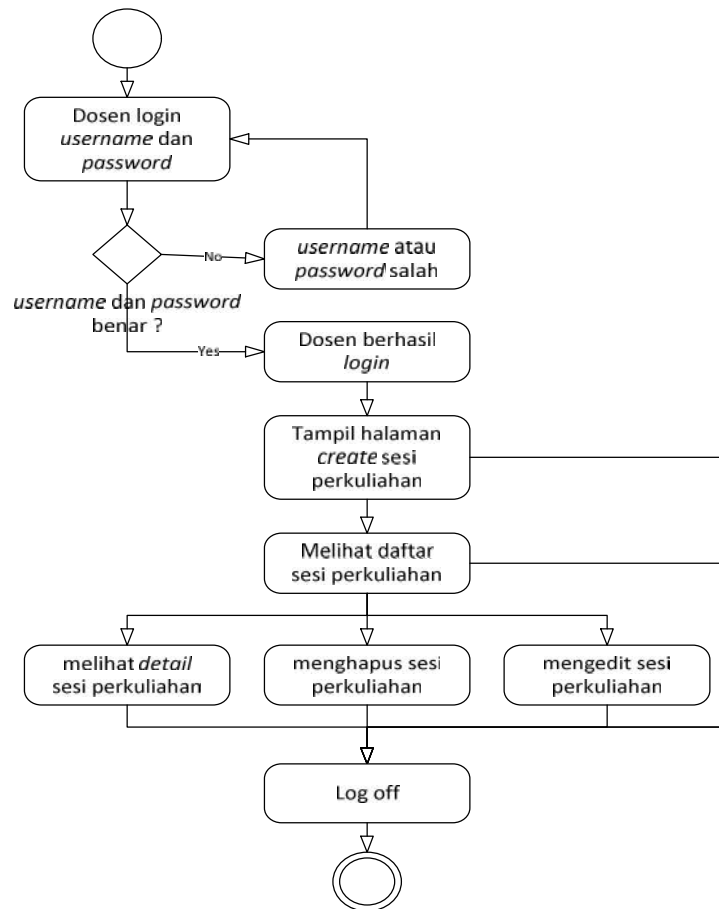 Dosen login
username dan
password
No
username atau
password salah
username dan password
benar ?
Yes
Dosen berhasil
login
Tampil halaman
create sesi
perkuliahan
Melihat daftar
sesi perkuliahan
melihat detail
sesi perkuliahan
menghapus sesi
perkuliahan
mengedit sesi
perkuliahan
Log off